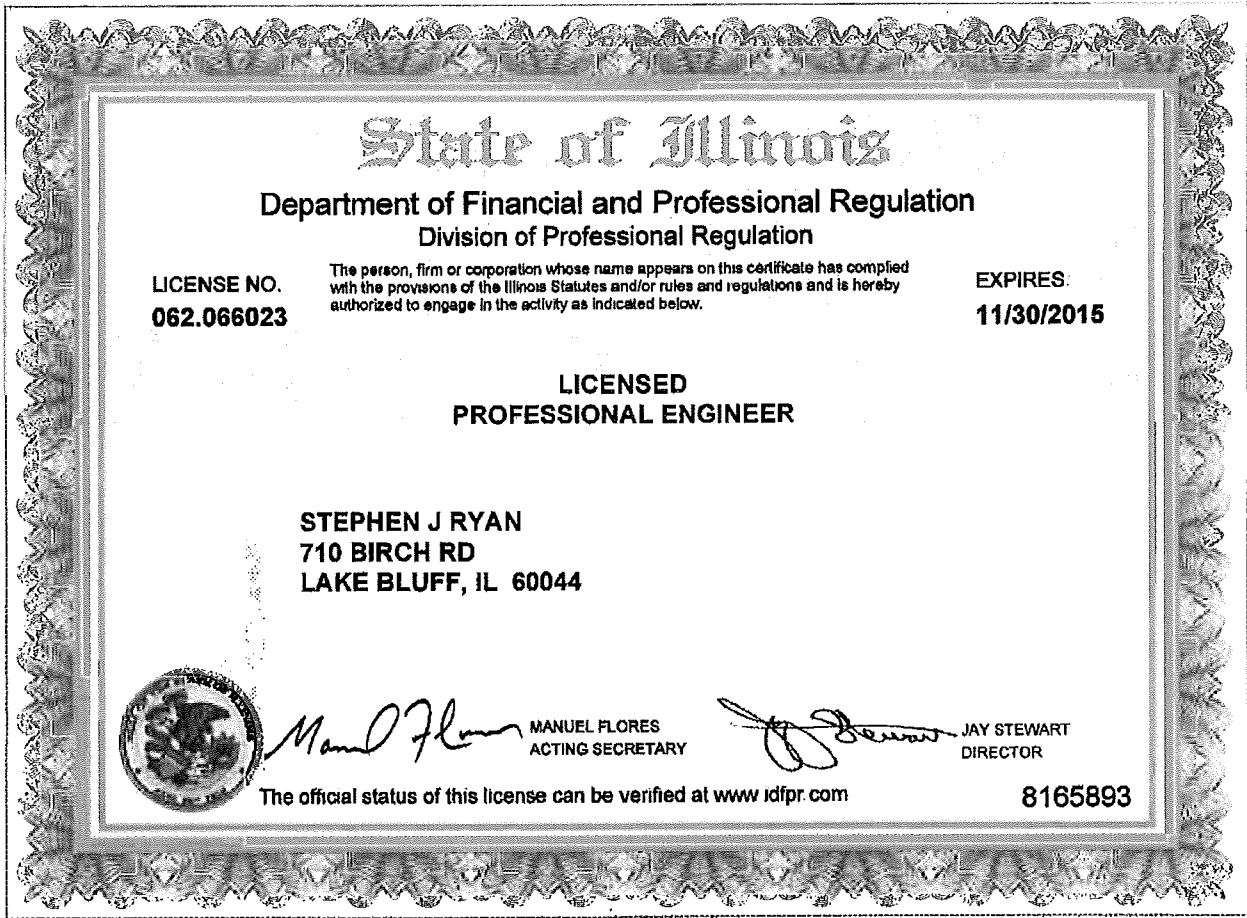 State of Illinois
Department of Financial and Professional Regulation
Division of Professional Regulation
LICENSE NO.
062.066023
The person, firm or corporation whose name appears on this certificate has complied
with the provisions of the Illinois Statutes and/or rules and regulations and is hereby
authorized to engage in the activity as indicated below.
EXPIRES:
11/30/2015
LICENSED
PROFESSIONAL ENGINEER
STEPHEN J RYAN
710 BIRCH RD
LAKE BLUFF, IL 60044
Manuel Flores
MANUEL FLORES
ACTING SECRETARY
Jay Stewart
JAY STEWART
DIRECTOR
The official status of this license can be verified at www.idfpr.com
8165893